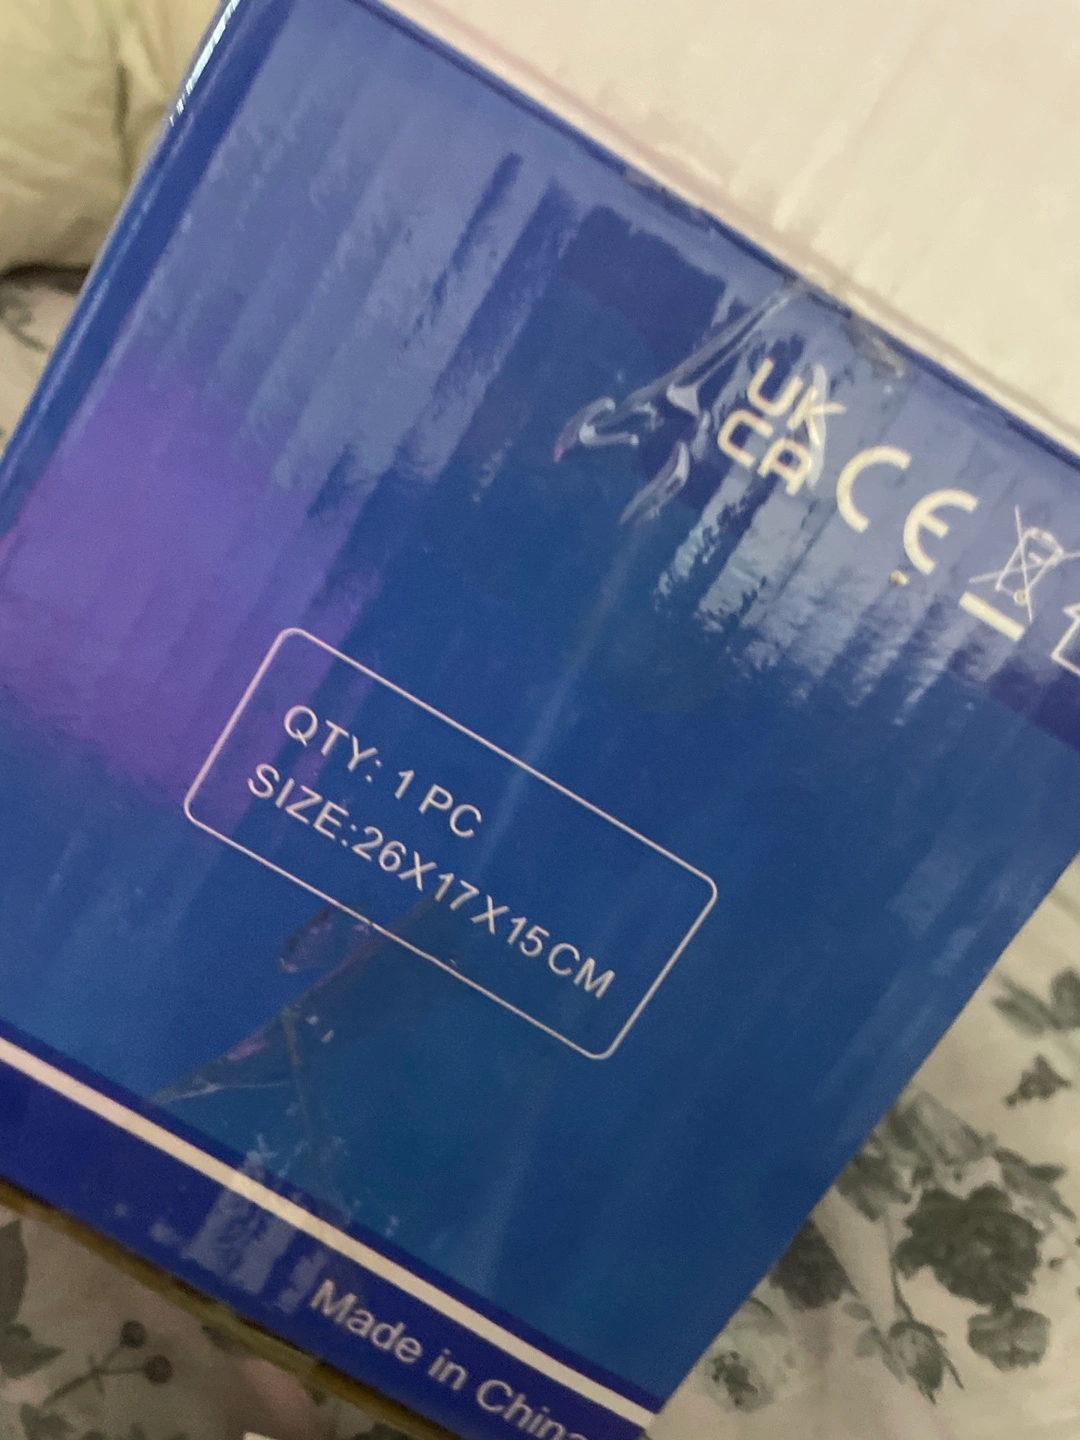 UK
CA CE
QTY: 1 PC
SIZE:26X17X15CM
Made in China